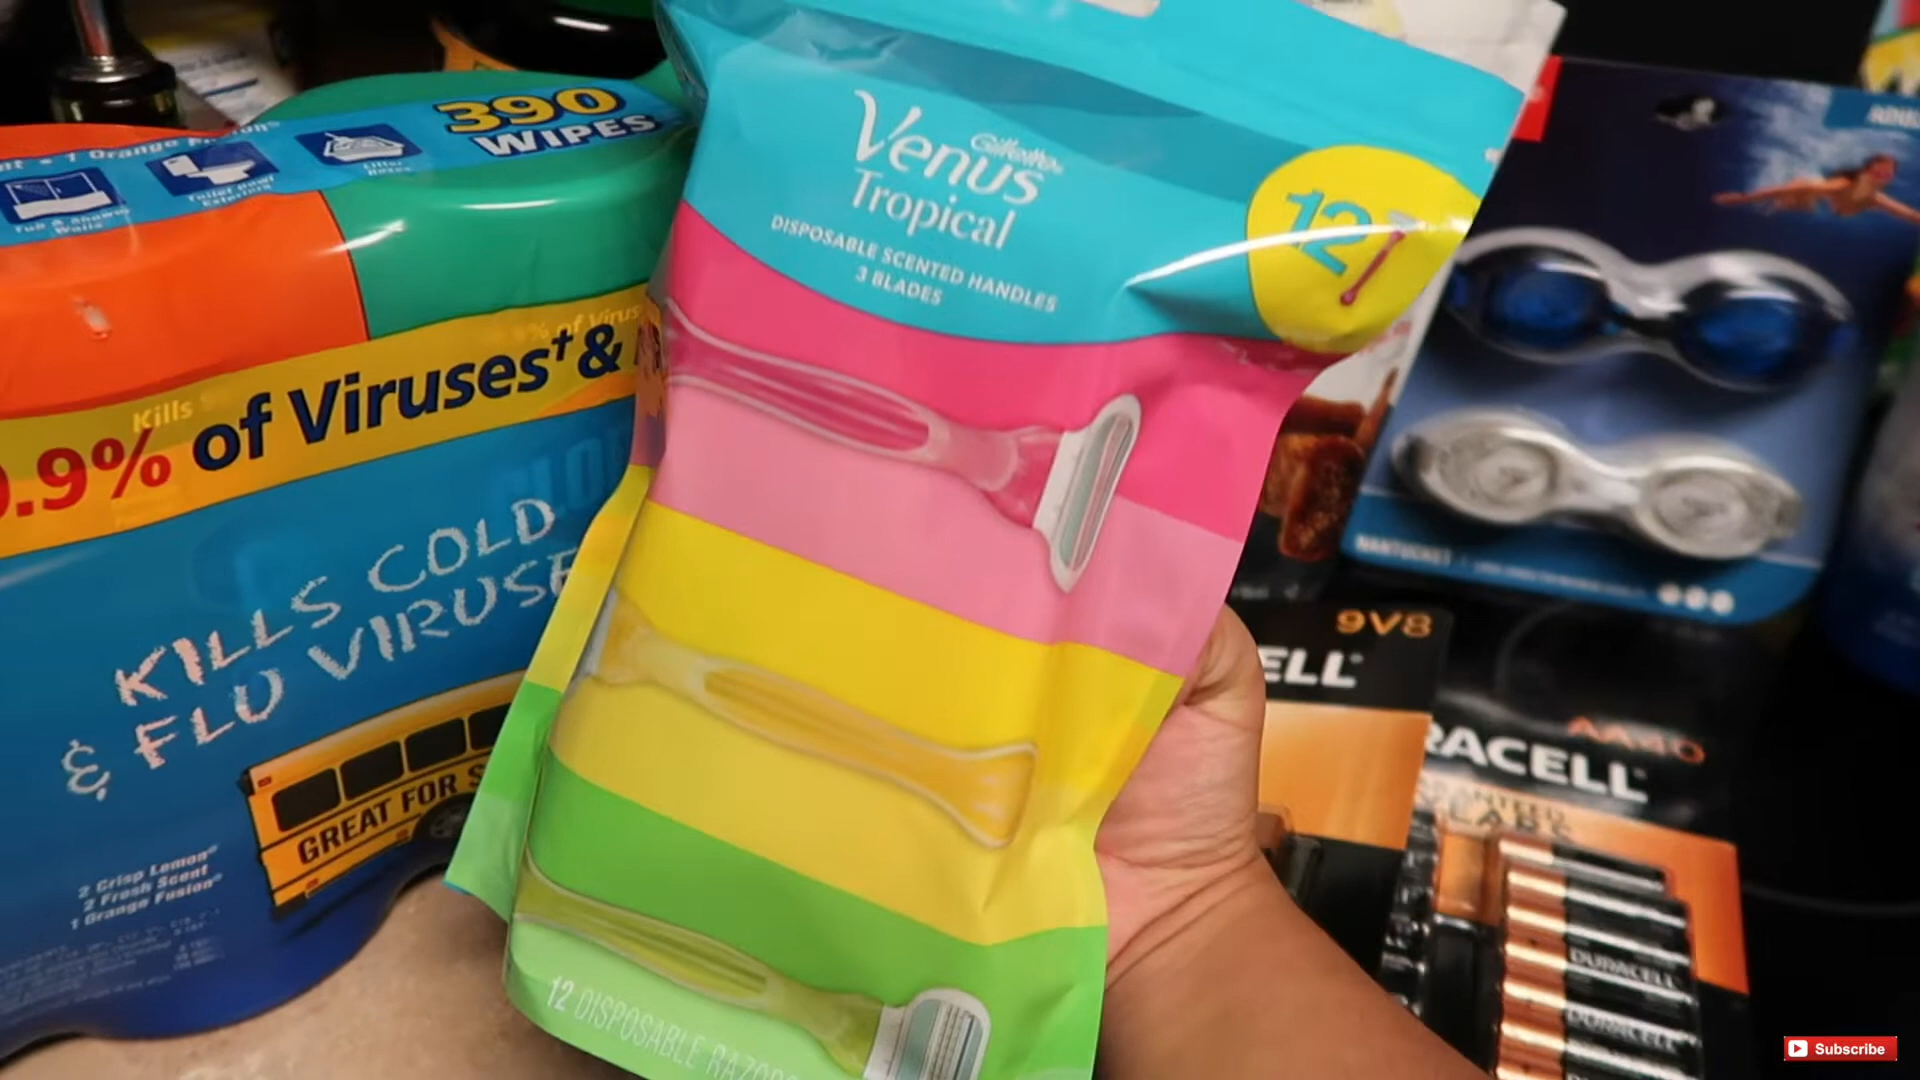 390
WIPES
Tub & Shower
Walls
Toilet Bowl
Exteriors
Litter
Boxes
Kills
.9% of Viruses† &
KILLS COLD
& FLU VIRUSE
GREAT FOR S
2 Crisp Lemon®
2 Fresh Scent
1 Orange Fusion®
Gillette
Venus
Tropical
DISPOSABLE SCENTED HANDLES
3 BLADES
12
12 DISPOSABLE RAZORS
NANTUCKET
9V8
ELL
AA40
RACELL
DURACELL
DURACELL
Subscribe